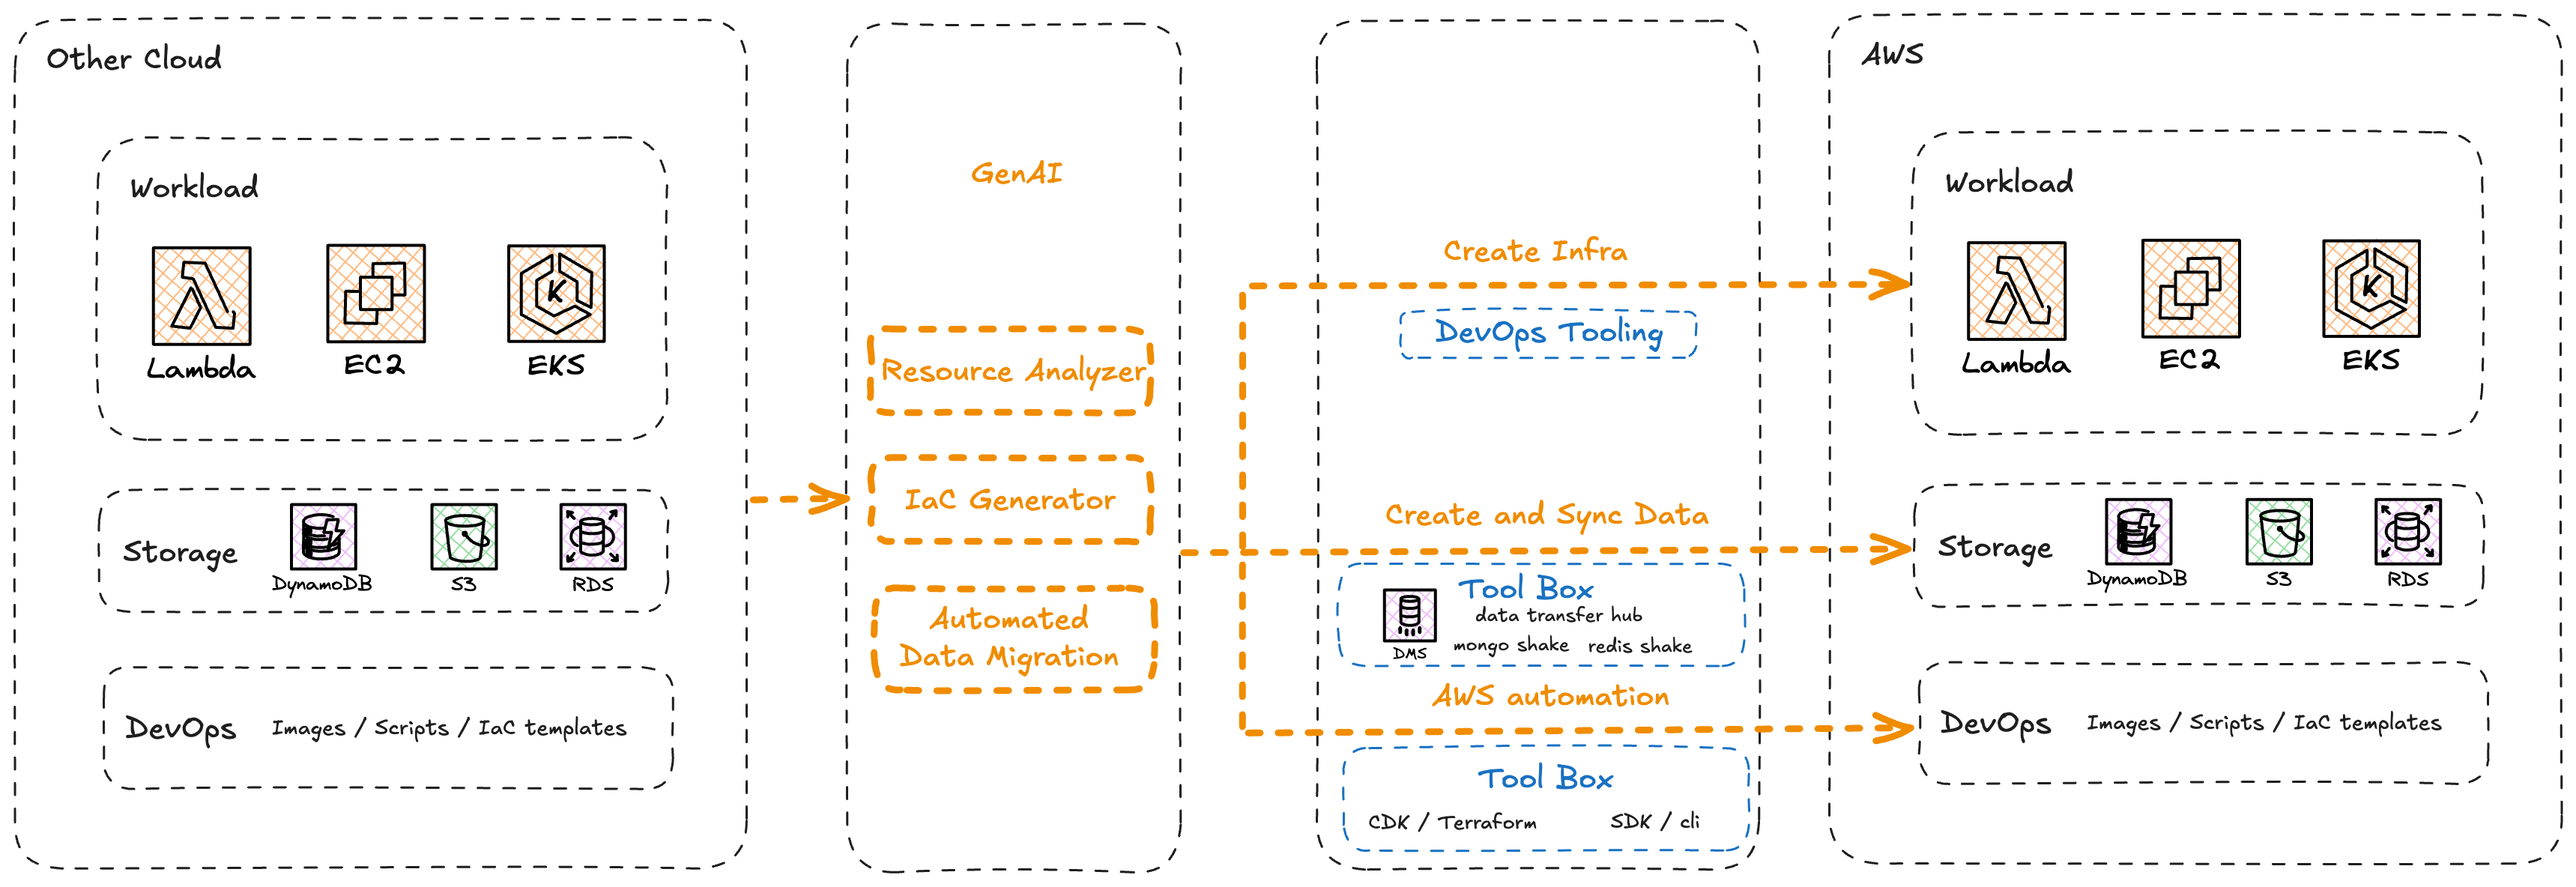 Other Cloud
Workload
Lambda
EC2
EKS
K
Storage
DynamoDB
S3
RDS
DevOps
Images / Scripts / IaC templates
GenAI
Resource Analyzer
IaC Generator
Automated
Data Migration
Create Infra
DevOps Tooling
Create and Sync Data
Tool Box
data transfer hub
DMS
mongo shake
redis shake
AWS automation
Tool Box
CDK / Terraform
SDK / cli
AWS
Workload
Lambda
EC2
EKS
K
Storage
DynamoDB
S3
RDS
DevOps
Images / Scripts / IaC templates